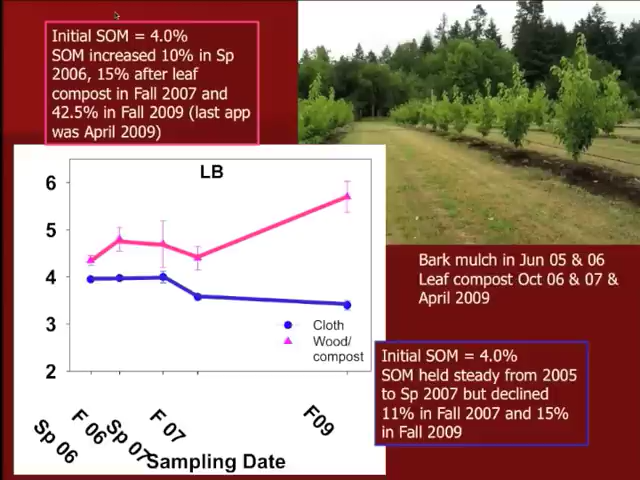 Initial SOM = 4.0%
SOM increased 10% in Sp
2006, 15% after leaf
compost in Fall 2007 and
42.5% in Fall 2009 (last app
was April 2009)
LB
6
5
4
3
2
Cloth
Wood/
compost
Sp 06
F 06
Sp 07
F 07
F09
Sampling Date
Bark mulch in Jun 05 & 06
Leaf compost Oct 06 & 07 &
April 2009
Initial SOM = 4.0%
SOM held steady from 2005
to Sp 2007 but declined
11% in Fall 2007 and 15%
in Fall 2009